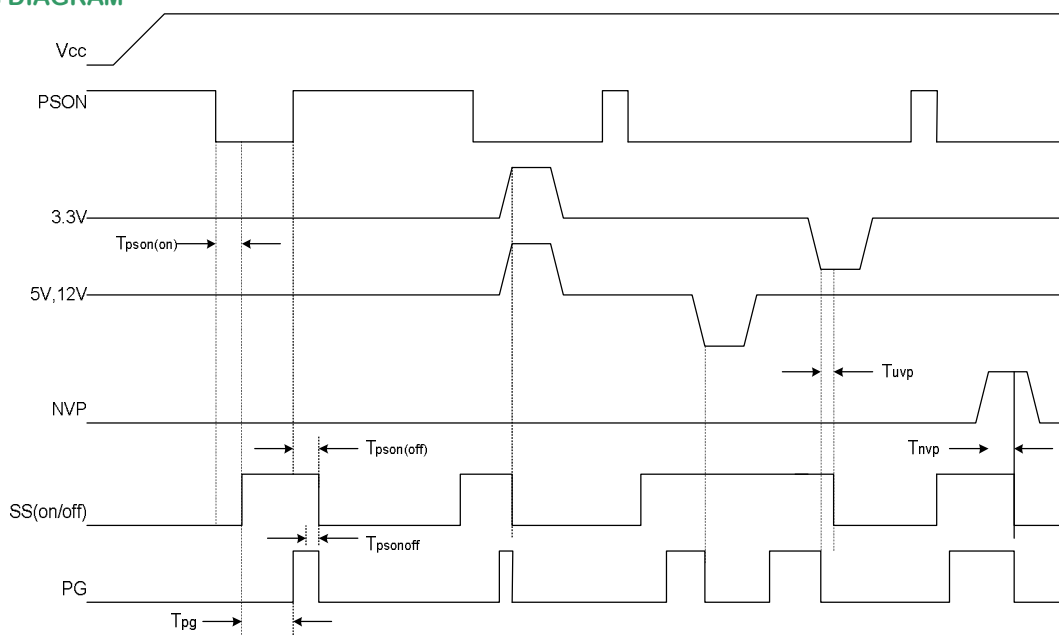 DIAGRAM
Vcc
PSON
3.3V
Tpson(on)
5V,12V
Tuvp
NVP
Tpson(off)
Tnvp
SS(on/off)
Tpsonoff
PG
Tpg